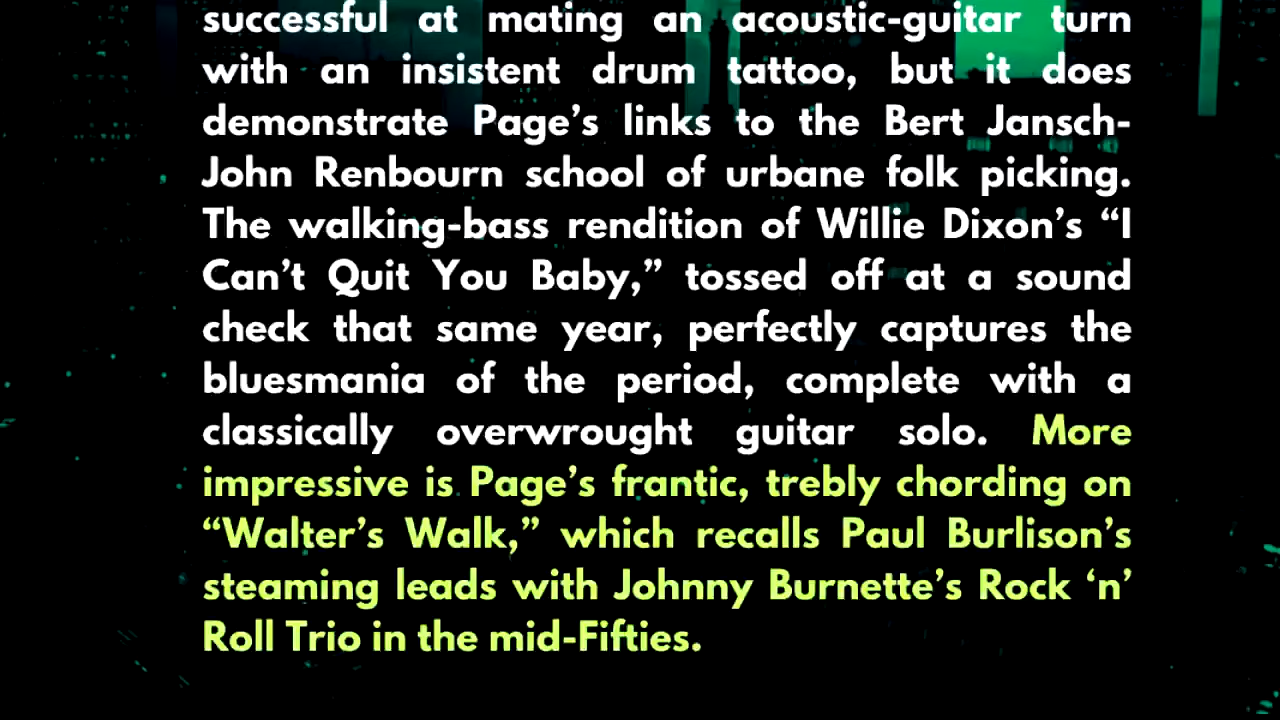 successful at mating an acoustic-guitar turn
with an insistent drum tattoo, but it does
demonstrate Page’s links to the Bert Jansch-
John Renbourn school of urbane folk picking.
The walking-bass rendition of Willie Dixon’s “I
Can’t Quit You Baby,” tossed off at a sound
check that same year, perfectly captures the
bluesmania of the period, complete with a
classically overwrought guitar solo. More
impressive is Page’s frantic, trebly chording on
“Walter’s Walk,” which recalls Paul Burlison’s
steaming leads with Johnny Burnette’s Rock ‘n’
Roll Trio in the mid-Fifties.